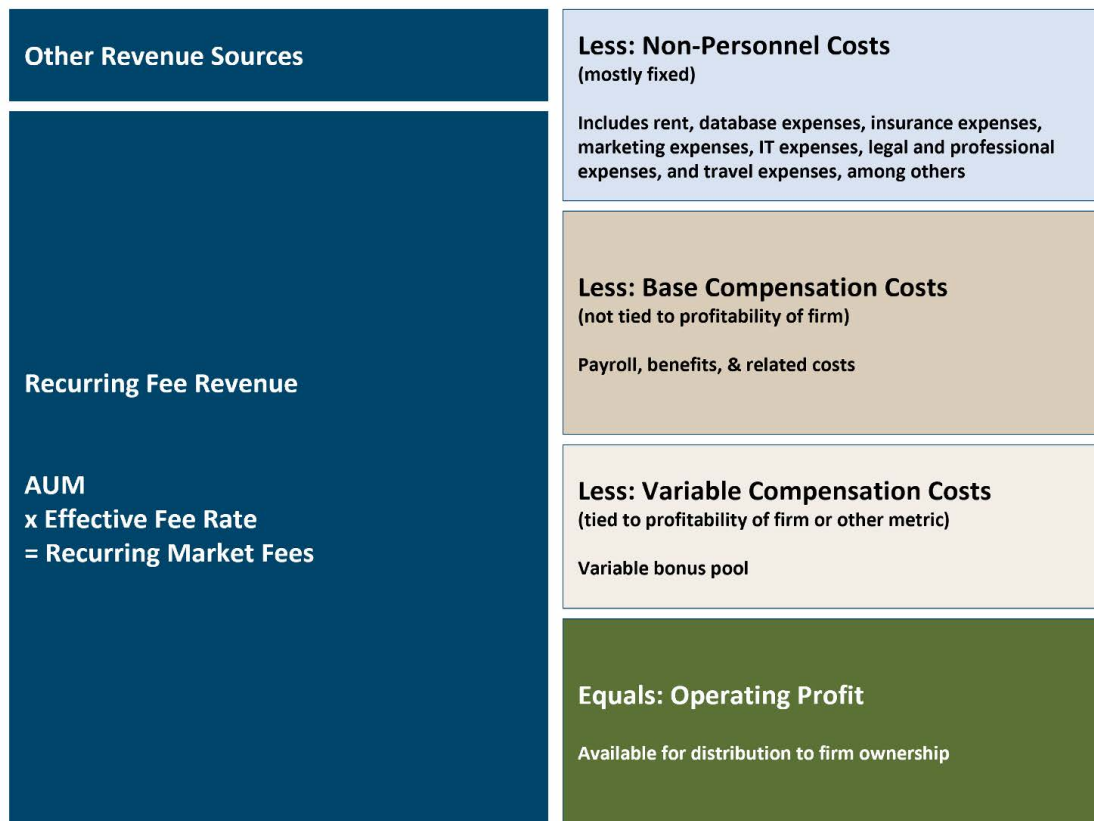 Other Revenue Sources
Recurring Fee Revenue
AUM
x Effective Fee Rate
= Recurring Market Fees
Less: Non-Personnel Costs
(mostly fixed)
Includes rent, database expenses, insurance expenses,
marketing expenses, IT expenses, legal and professional
expenses, and travel expenses, among others
Less: Base Compensation Costs
(not tied to profitability of firm)
Payroll, benefits, & related costs
Less: Variable Compensation Costs
(tied to profitability of firm or other metric)
Variable bonus pool
Equals: Operating Profit
Available for distribution to firm ownership